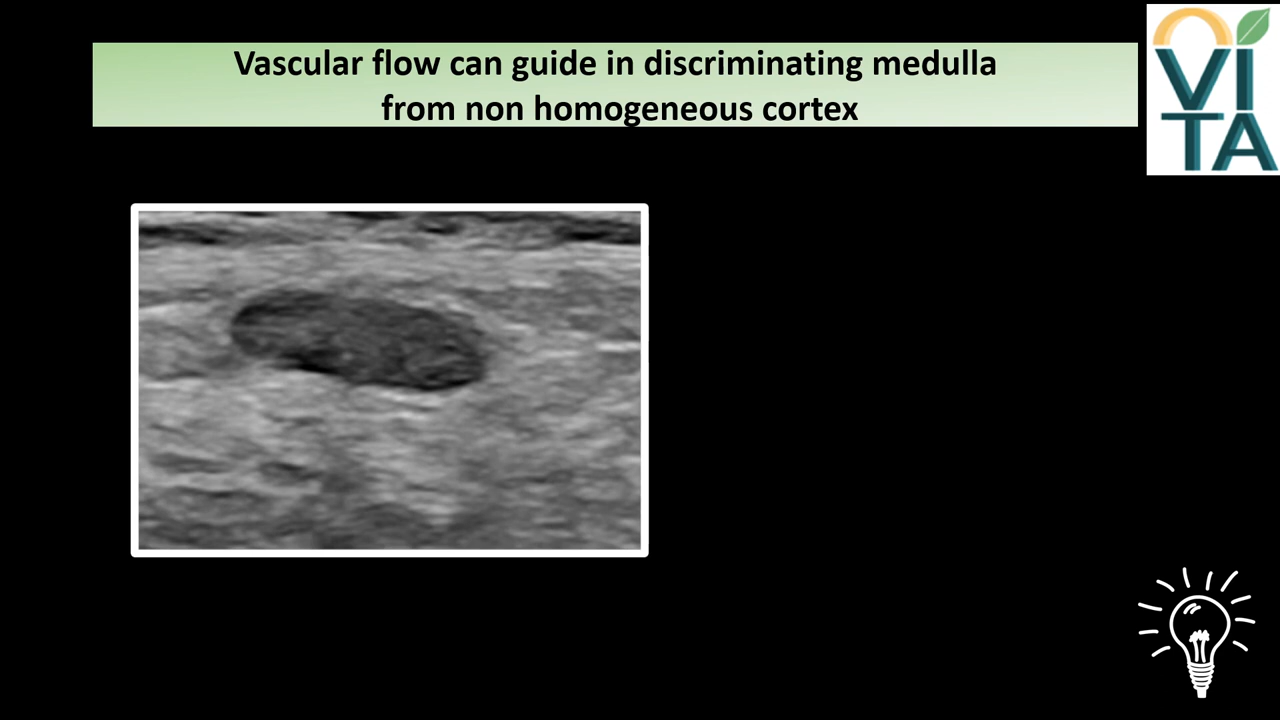 Vascular flow can guide in discriminating medulla
from non homogeneous cortex
VI
TA